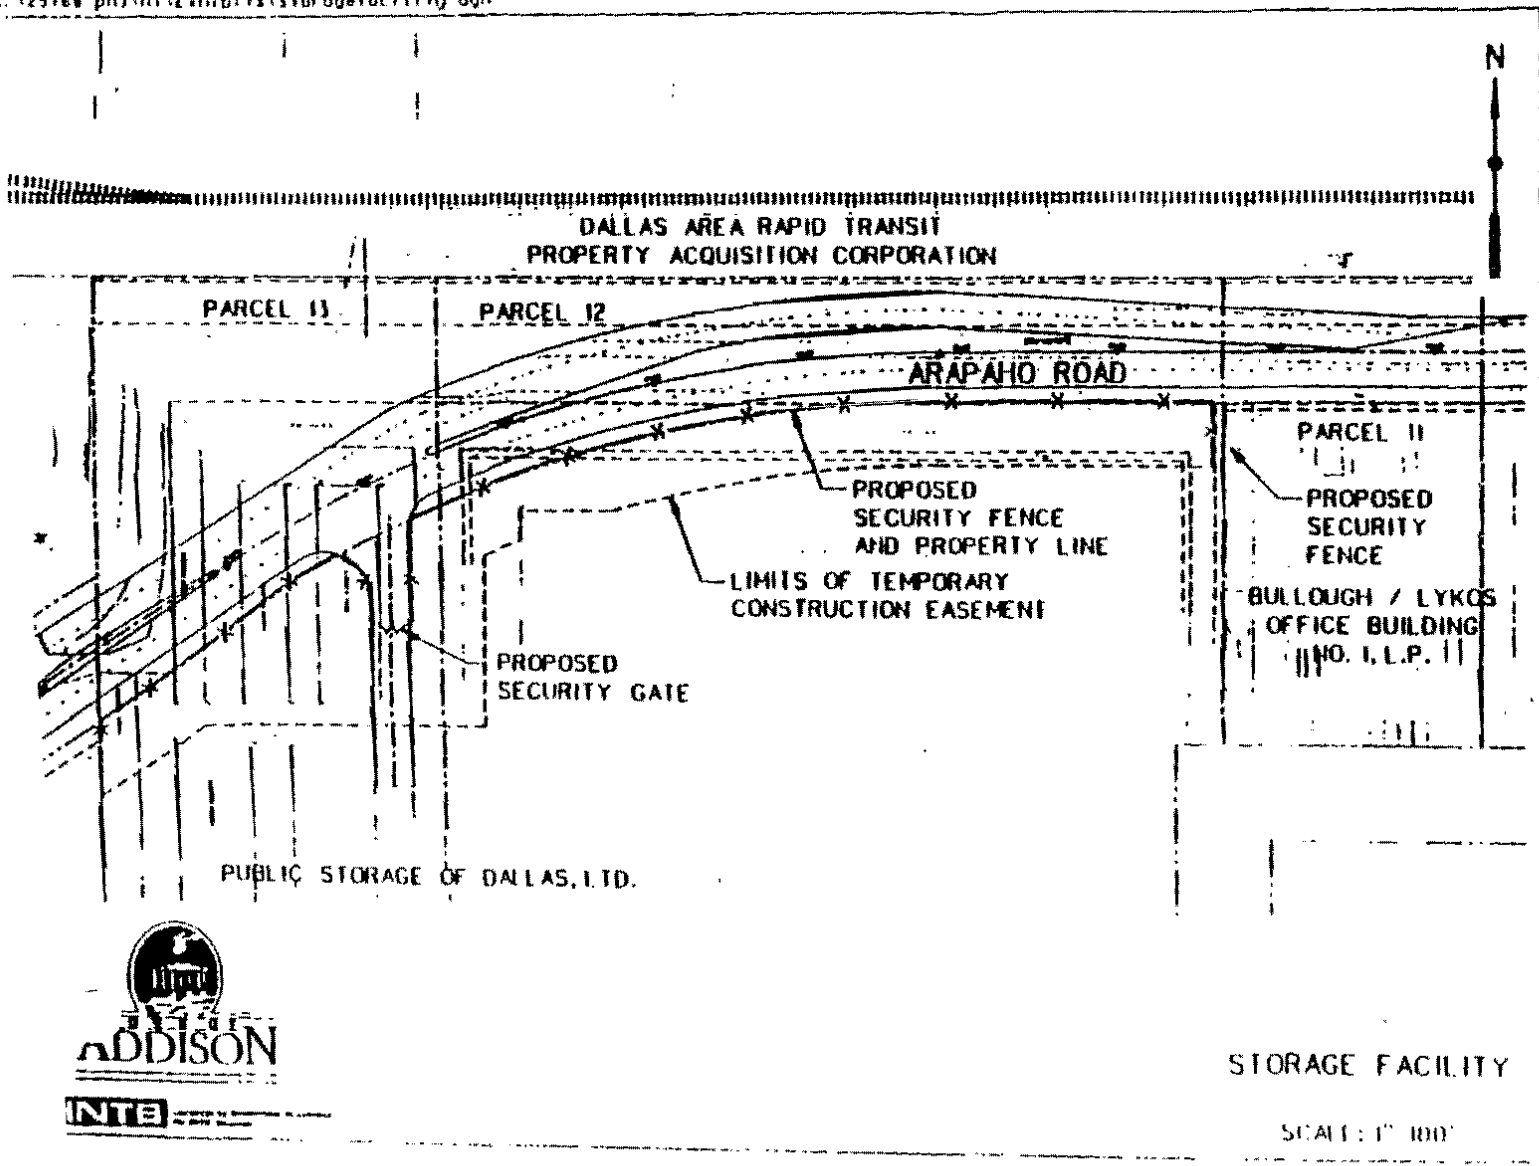 N
DALLAS AREA RAPID TRANSIT
PROPERTY ACQUISITION CORPORATION
PARCEL 13
PARCEL 12
ARAPAHO ROAD
PARCEL 11
PROPOSED
SECURITY FENCE
AND PROPERTY LINE
PROPOSED
SECURITY
FENCE
LIMITS OF TEMPORARY
CONSTRUCTION EASEMENT
BULLOUGH / LYKOS
OFFICE BUILDING
NO. 1, L.P.
PROPOSED
SECURITY GATE
PUBLIC STORAGE OF DALLAS, LTD.
ADDISON
HNTB
STORAGE FACILITY
SCALE: 1" 100'